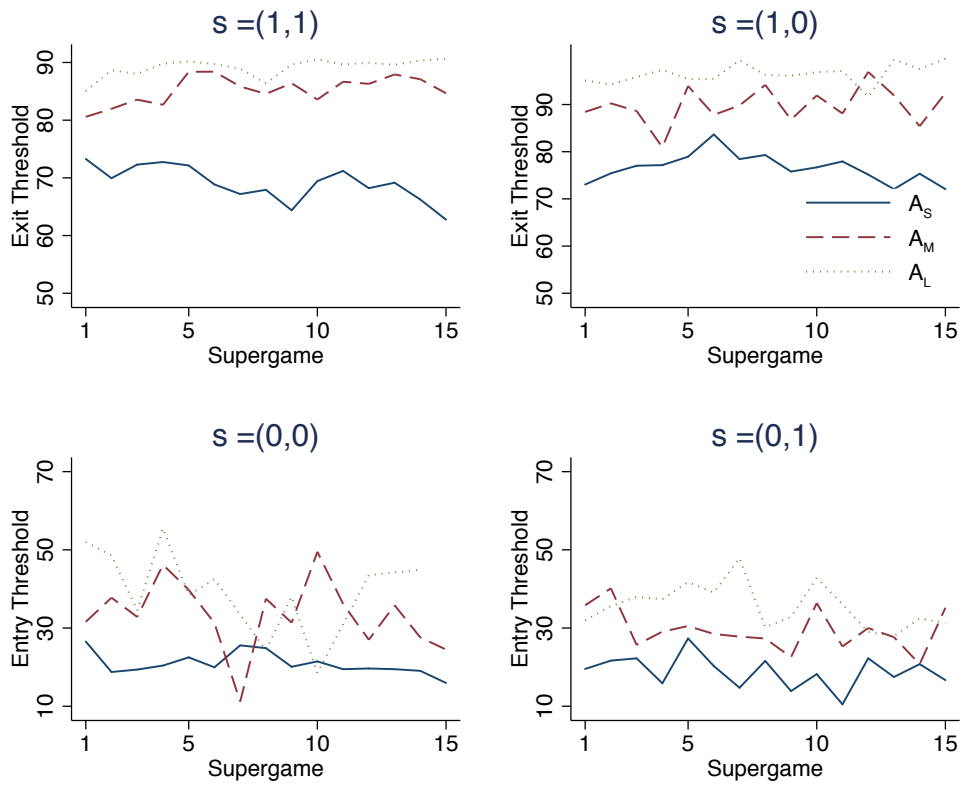 s =(1,1)
Exit Threshold
90
80
70
60
50
1 5 10 15
Supergame
s =(1,0)
Exit Threshold
90
80
70
60
50
A_S
A_M
A_L
1 5 10 15
Supergame
s =(0,0)
Entry Threshold
70
50
30
10
1 5 10 15
Supergame
s =(0,1)
Entry Threshold
70
50
30
10
1 5 10 15
Supergame